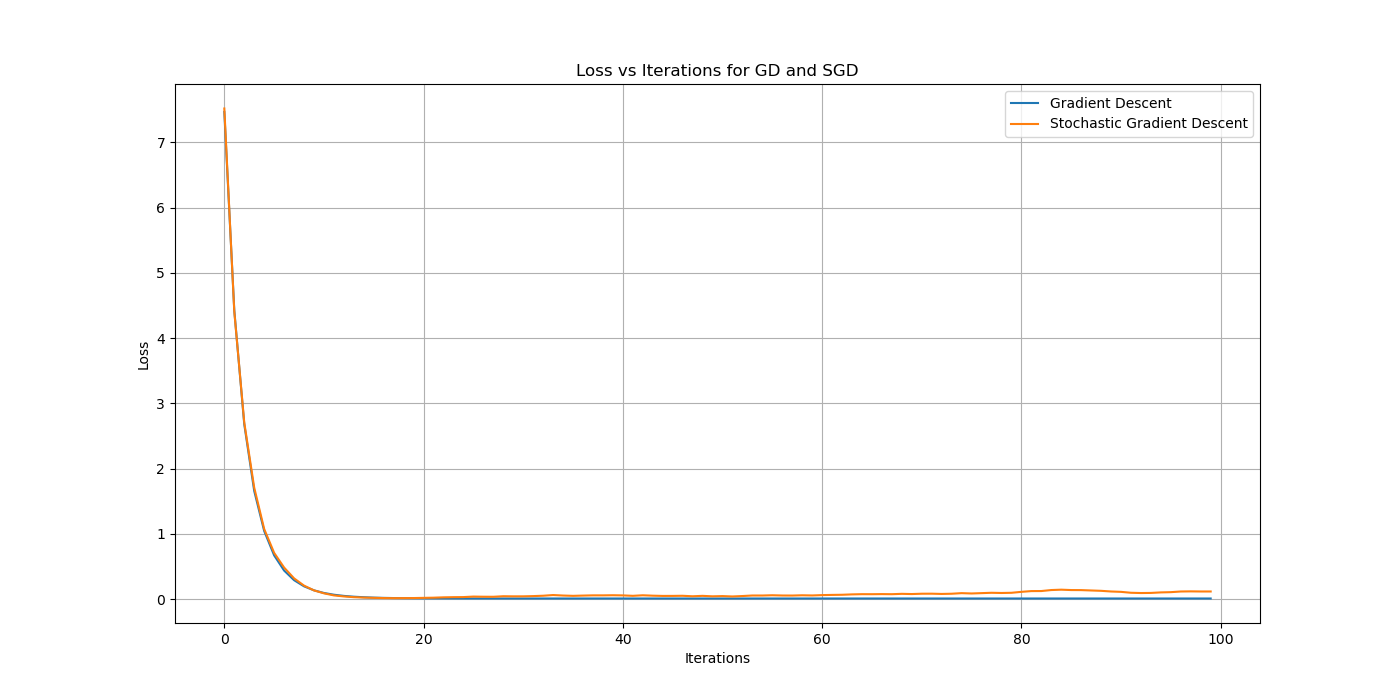 Loss vs Iterations for GD and SGD
Gradient Descent
Stochastic Gradient Descent
7
6
5
4
3
2
1
0
Loss
0 20 40 60 80 100
Iterations